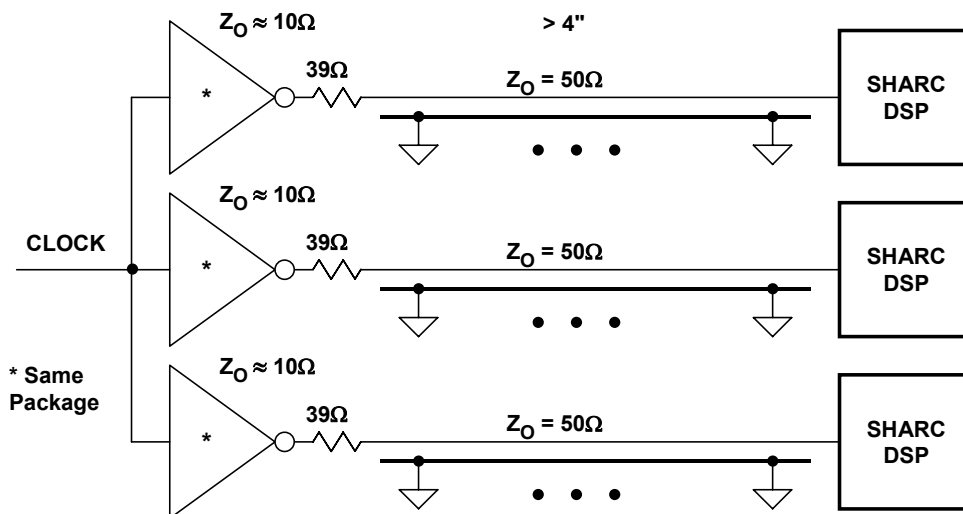 Z_O ≈ 10Ω
> 4"
39Ω
Z_O = 50Ω
*
SHARC
DSP
Z_O ≈ 10Ω
39Ω
Z_O = 50Ω
CLOCK
*
SHARC
DSP
Z_O ≈ 10Ω
* Same
Package
39Ω
Z_O = 50Ω
*
SHARC
DSP